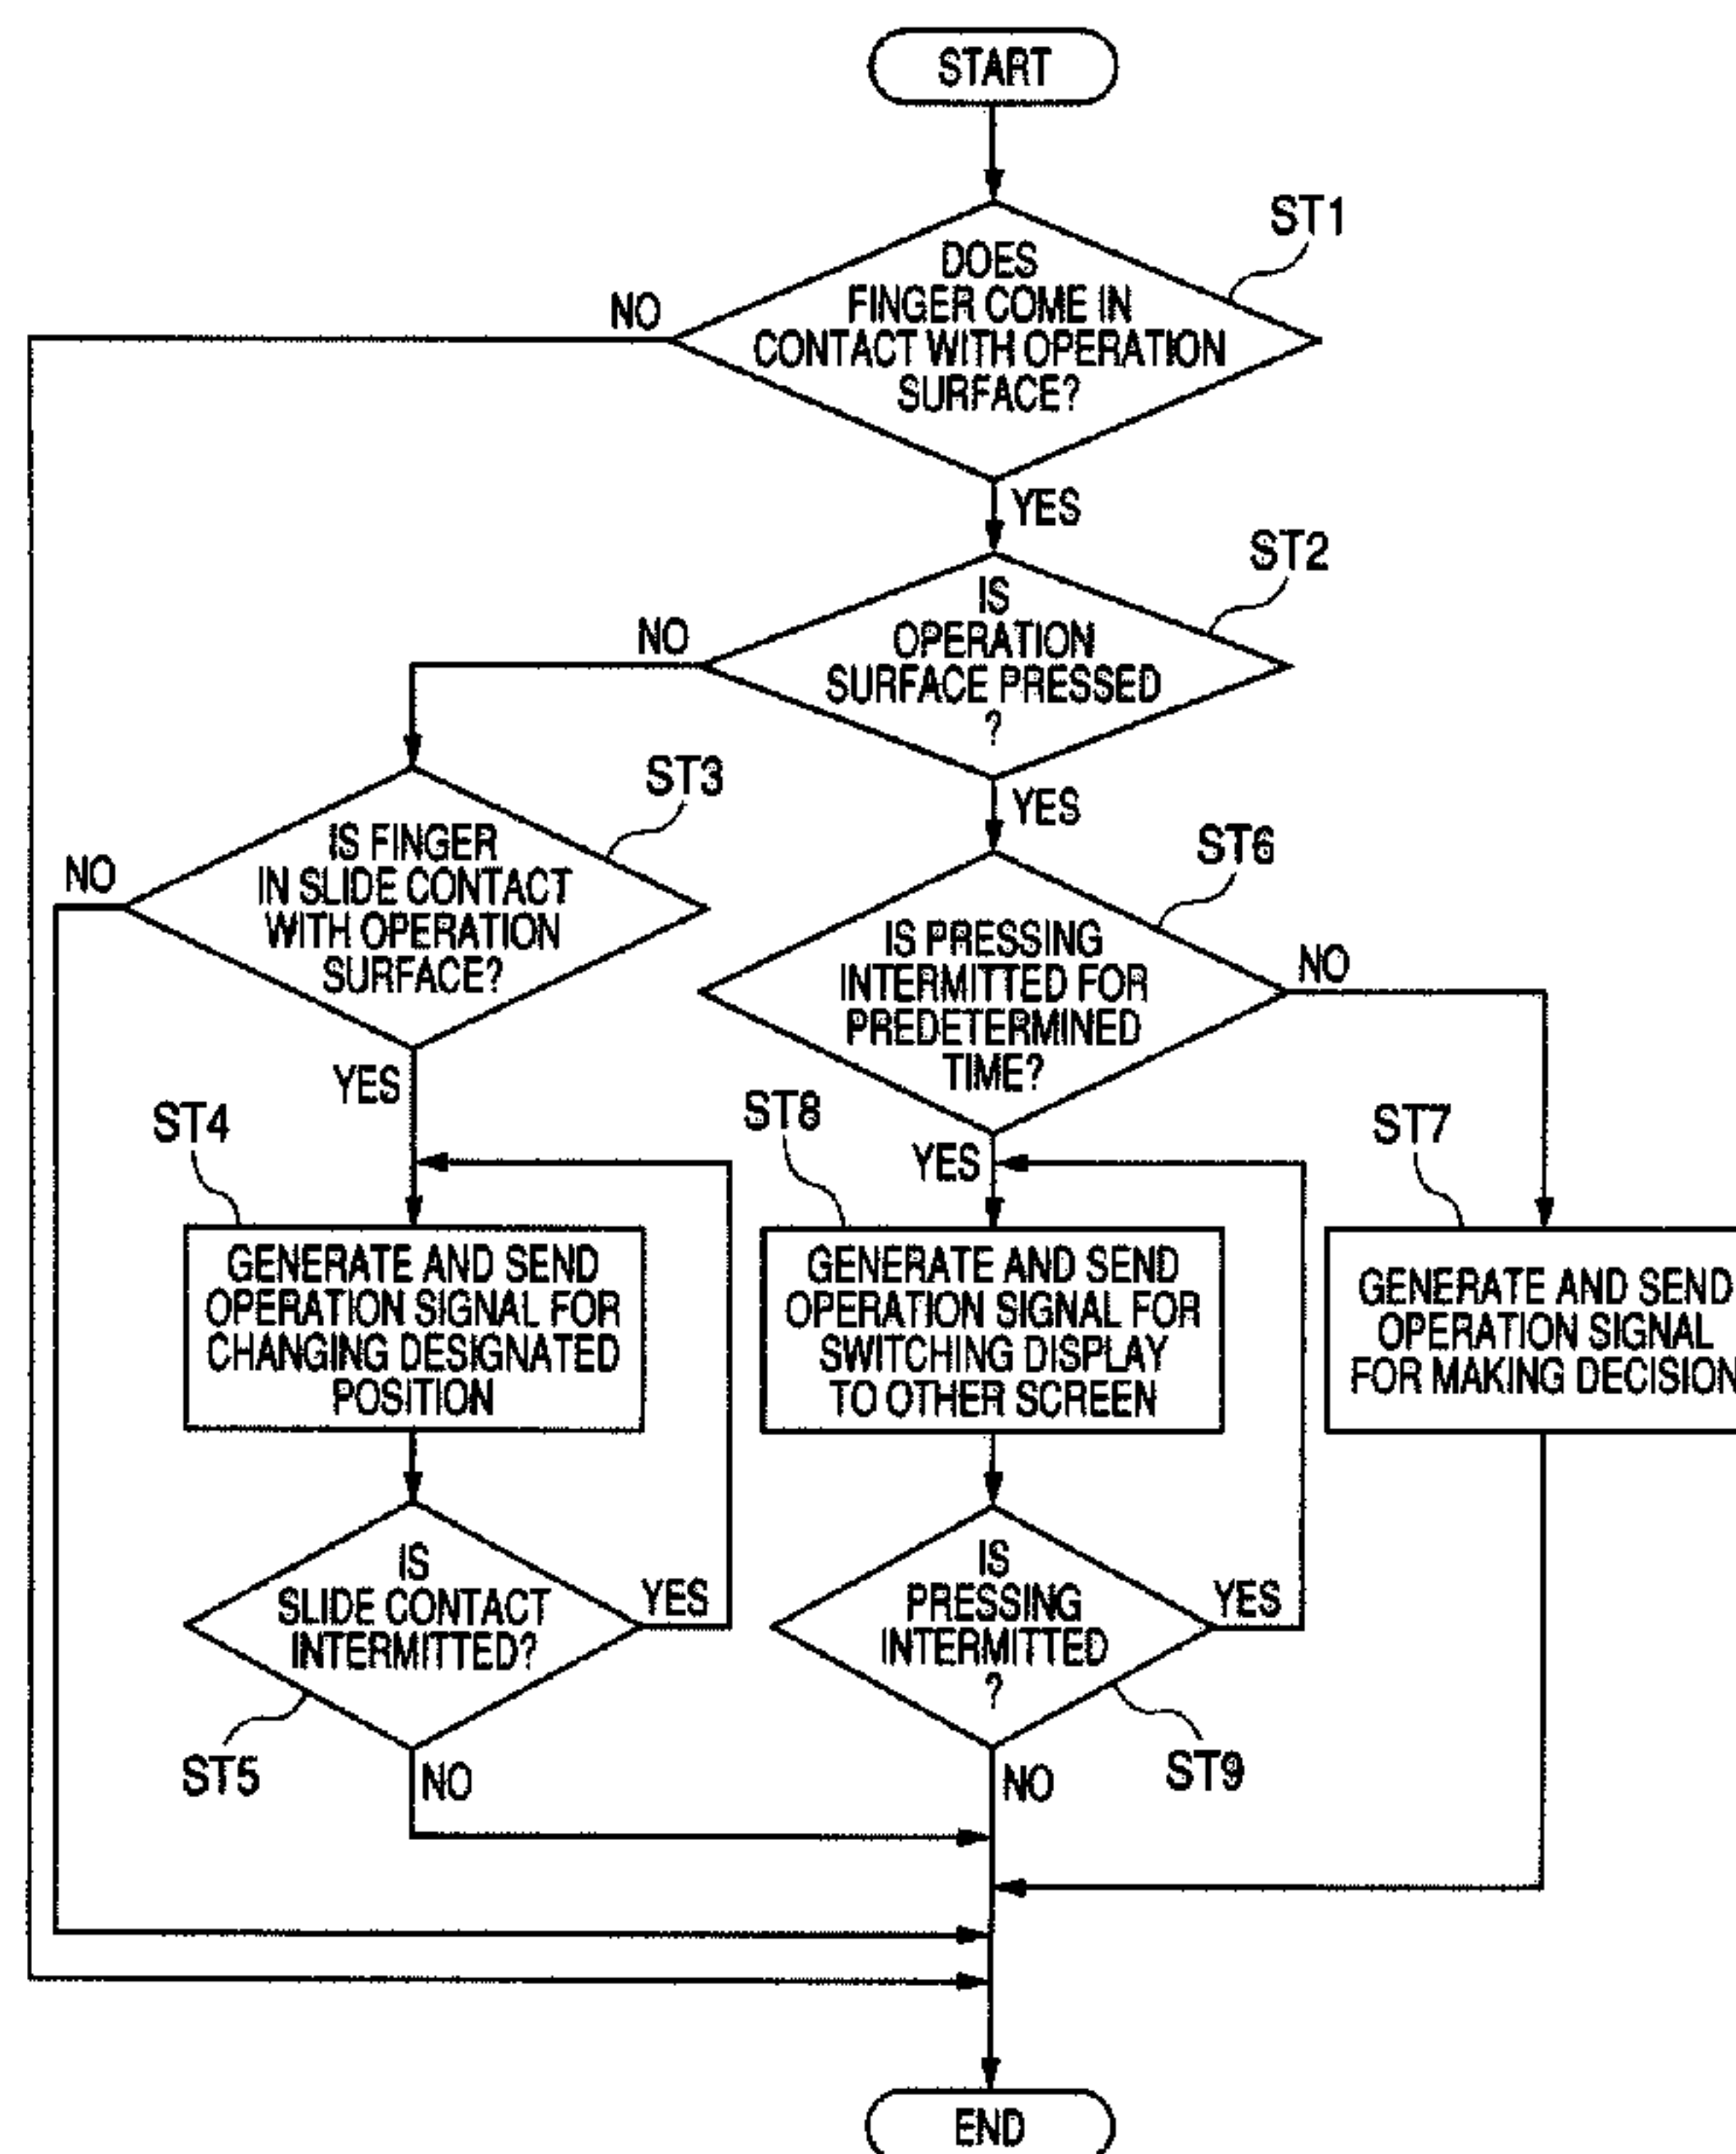 START
ST1
DOES
FINGER COME IN
CONTACT WITH OPERATION
SURFACE?
NO
YES
ST2
IS
OPERATION
SURFACE PRESSED
?
NO
YES
ST3
IS FINGER
IN SLIDE CONTACT
WITH OPERATION
SURFACE?
NO
YES
ST6
IS PRESSING
INTERMITTED FOR
PREDETERMINED
TIME?
NO
YES
ST4
GENERATE AND SEND
OPERATION SIGNAL FOR
CHANGING DESIGNATED
POSITION
ST8
GENERATE AND SEND
OPERATION SIGNAL FOR
SWITCHING DISPLAY
TO OTHER SCREEN
ST7
GENERATE AND SEND
OPERATION SIGNAL
FOR MAKING DECISION
IS
SLIDE CONTACT
INTERMITTED?
YES
ST5
NO
IS
PRESSING
INTERMITTED
?
YES
ST9
NO
END